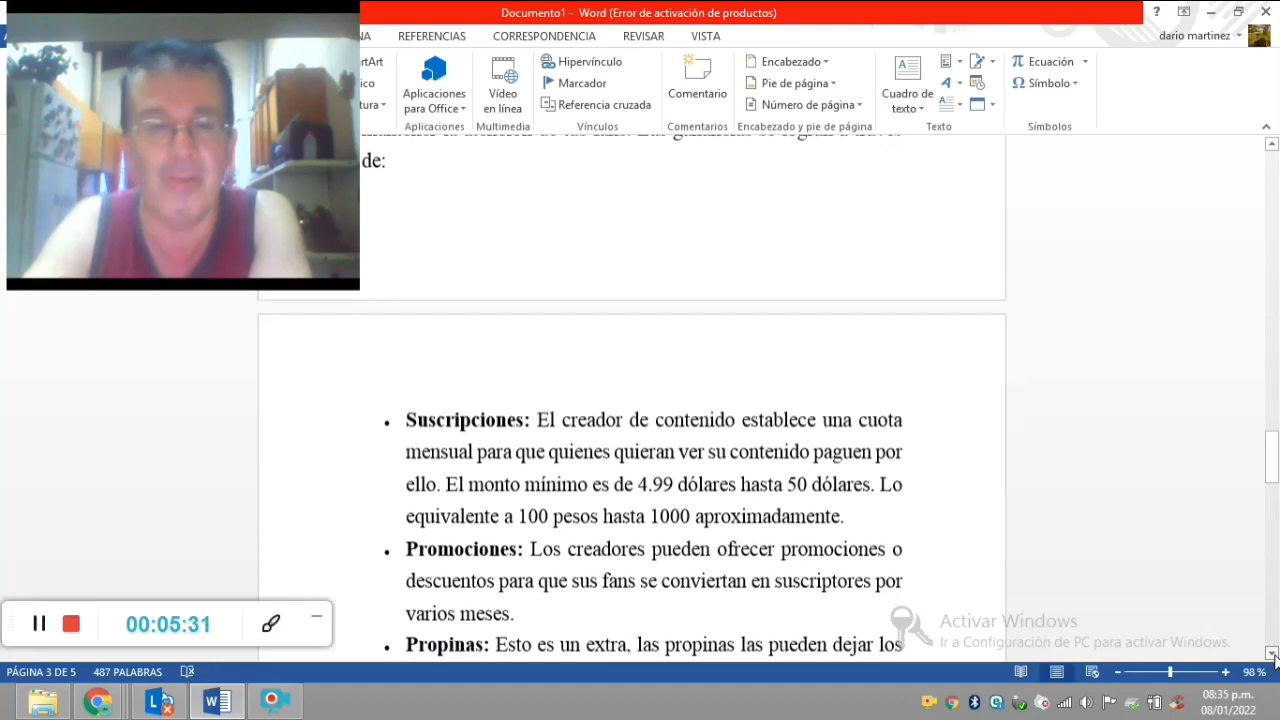 Documento1 - Word (Error de activación de productos)
REFERENCIAS CORRESPONDENCIA REVISAR VISTA
dario martinez
Aplicaciones para Office
Aplicaciones
Vídeo en línea
Multimedia
Hipervínculo
Marcador
Referencia cruzada
Vínculos
Comentario
Comentarios
Encabezado
Pie de página
Número de página
Encabezado y pie de página
Cuadro de texto
Texto
Ecuación
Símbolo
Símbolos
de:
• Suscripciones: El creador de contenido establece una cuota
mensual para que quienes quieran ver su contenido paguen por
ello. El monto mínimo es de 4.99 dólares hasta 50 dólares. Lo
equivalente a 100 pesos hasta 1000 aproximadamente.
• Promociones: Los creadores pueden ofrecer promociones o
descuentos para que sus fans se conviertan en suscriptores por
varios meses.
• Propinas: Esto es un extra, las propinas las pueden dejar los
00:05:31
Activar Windows
Ir a Configuración de PC para activar Windows.
PÁGINA 3 DE 5 487 PALABRAS
98 %
08:35 p.m.
08/01/2022